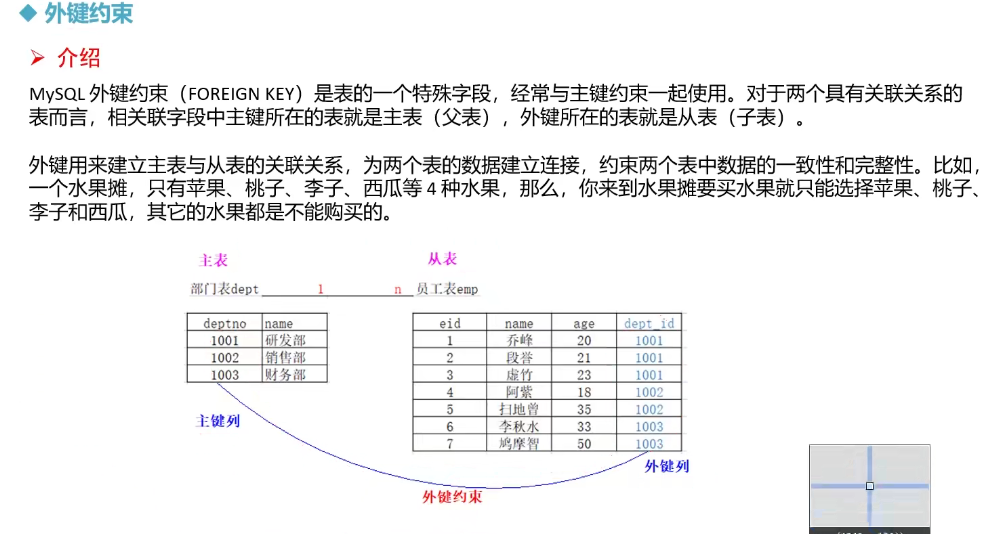 外键约束
介绍
MySQL 外键约束（FOREIGN KEY）是表的一个特殊字段，经常与主键约束一起使用。对于两个具有关联关系的
表而言，相关联字段中主键所在的表就是主表（父表），外键所在的表就是从表（子表）。
外键用来建立主表与从表的关联关系，为两个表的数据建立连接，约束两个表中数据的一致性和完整性。比如，
一个水果摊，只有苹果、桃子、李子、西瓜等 4 种水果，那么，你来到水果摊要买水果就只能选择苹果、桃子、
李子和西瓜，其它的水果都是不能购买的。
主表 从表
部门表dept 1 n 员工表emp
deptno name
1001 研发部
1002 销售部
1003 财务部
eid name age dept_id
1 乔峰 20 1001
2 段誉 21 1001
3 虚竹 23 1001
4 阿紫 18 1002
5 扫地曾 35 1002
6 李秋水 33 1003
7 鸠摩智 50 1003
主键列
外键列
外键约束